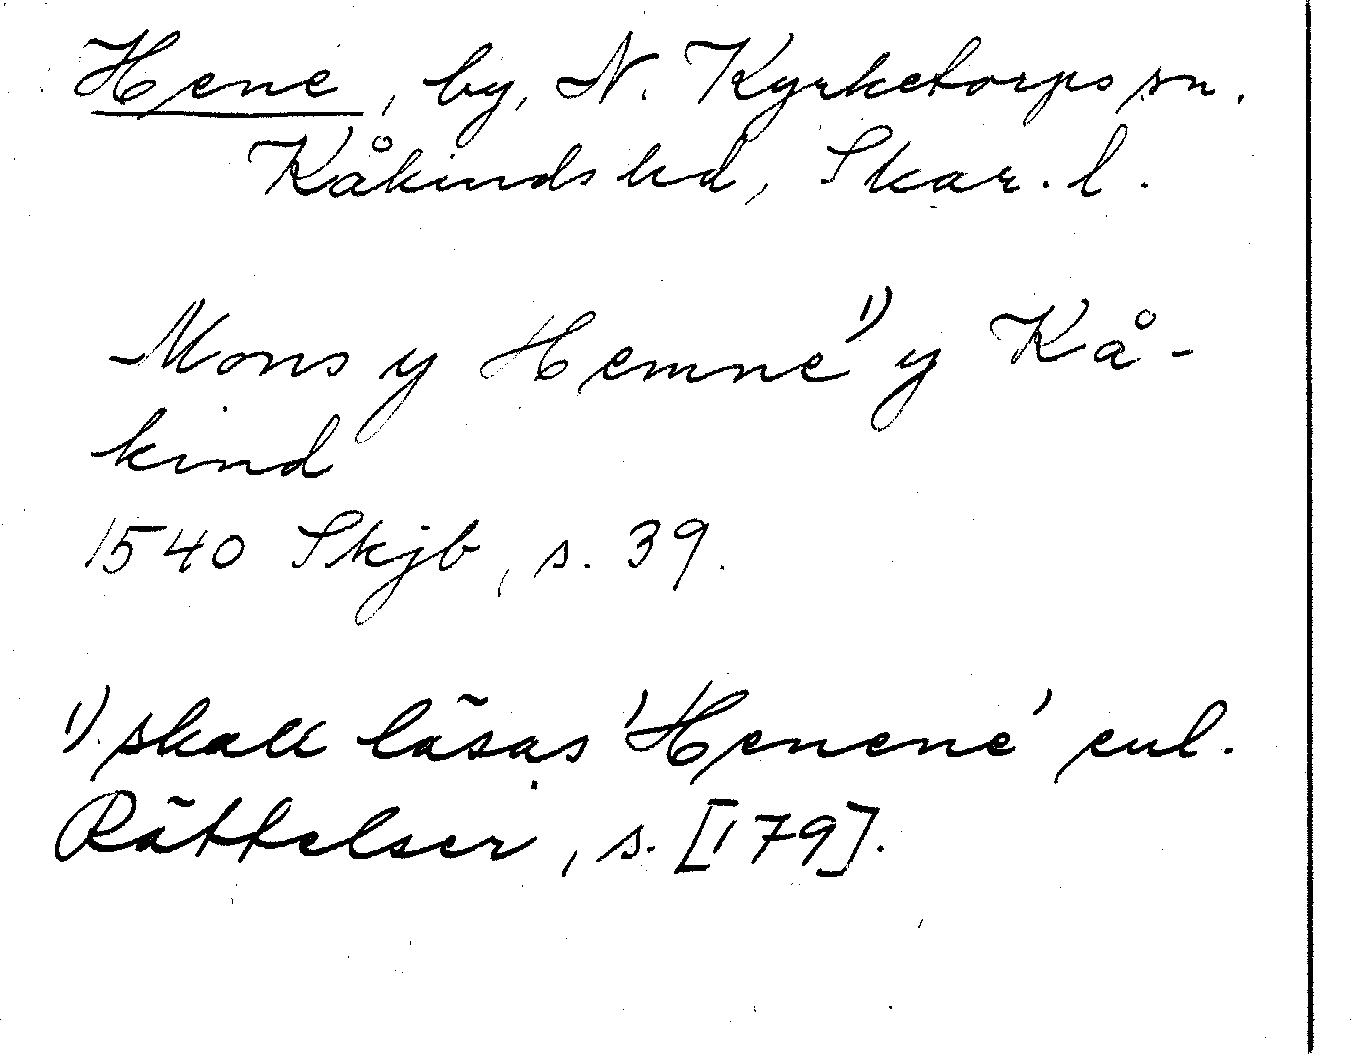 Hene, by, N. Kyrketorps sn.
Kåkinds hd, Skar. l.
Mons y Hemne¹⁾ y Kå-
kind
1540 Skjb, s. 39.
¹⁾ skall läsas 'Henene' enl.
Rättelser, s. [179].